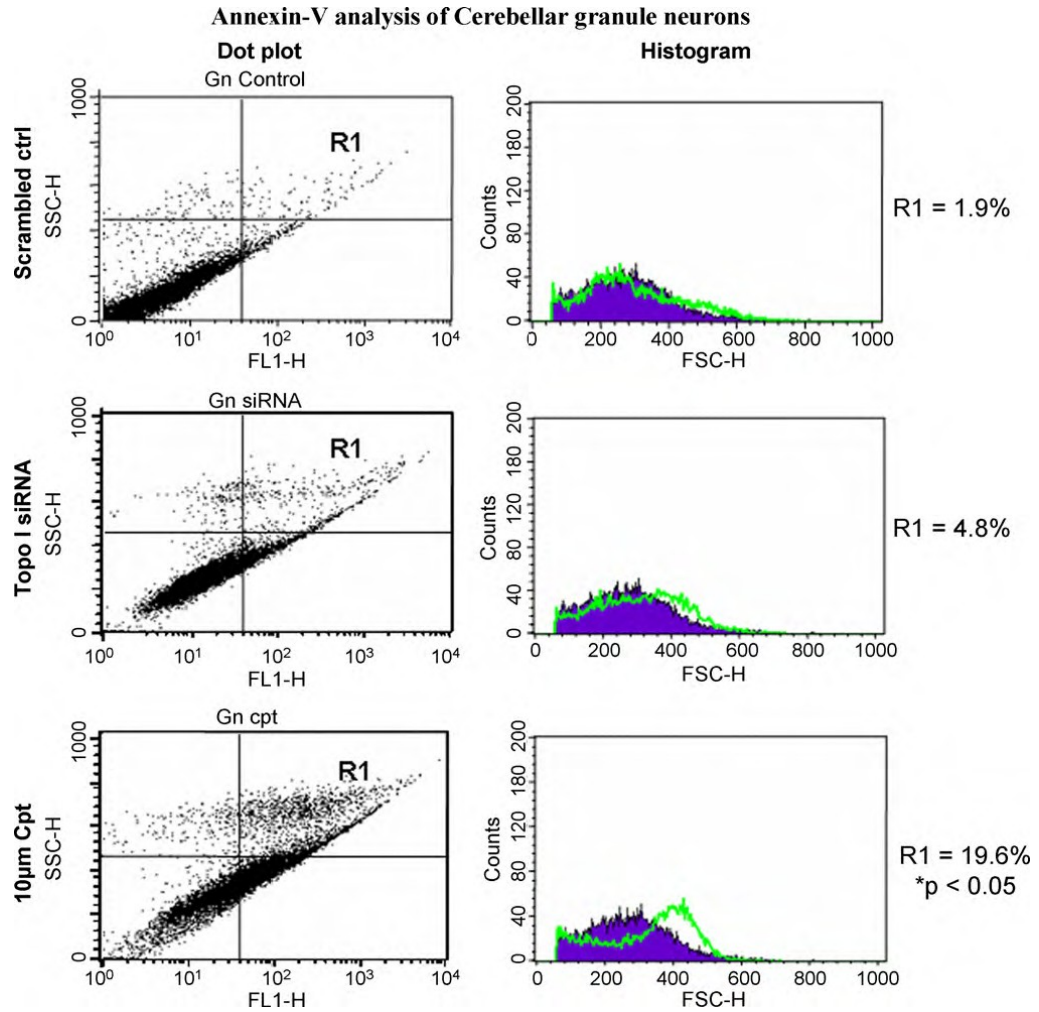 Annexin-V analysis of Cerebellar granule neurons
Dot plot
Histogram
Scrambled ctrl
Gn Control
1000
SSC-H
0
R1
10⁰ 10¹ 10² 10³ 10⁴
FL1-H
200
180
120
80
40
0
Counts
0 200 400 600 800 1000
FSC-H
R1 = 1.9%
Topo I siRNA
Gn siRNA
1000
SSC-H
0
R1
10⁰ 10¹ 10² 10³ 10⁴
FL1-H
200
180
120
80
40
0
Counts
0 200 400 600 800 1000
FSC-H
R1 = 4.8%
10µm Cpt
Gn cpt
1000
SSC-H
0
R1
10⁰ 10¹ 10² 10³ 10⁴
FL1-H
200
180
120
80
40
0
Counts
0 200 400 600 800 1000
FSC-H
R1 = 19.6%
*p < 0.05